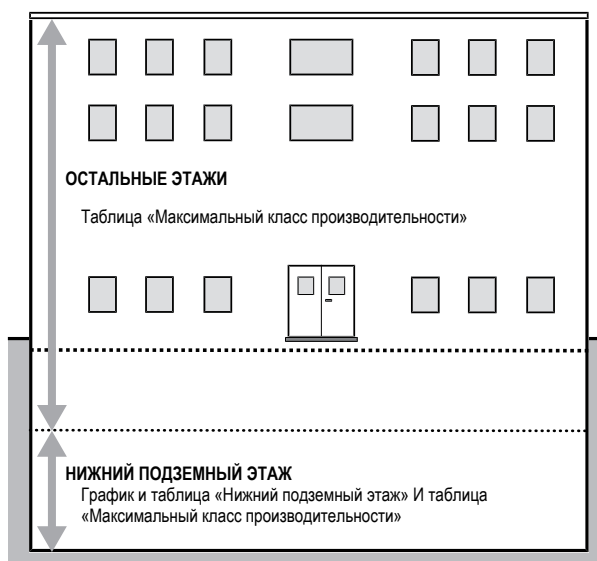 ОСТАЛЬНЫЕ ЭТАЖИ
Таблица «Максимальный класс производительности»
НИЖНИЙ ПОДЗЕМНЫЙ ЭТАЖ
График и таблица «Нижний подземный этаж» И таблица
«Максимальный класс производительности»